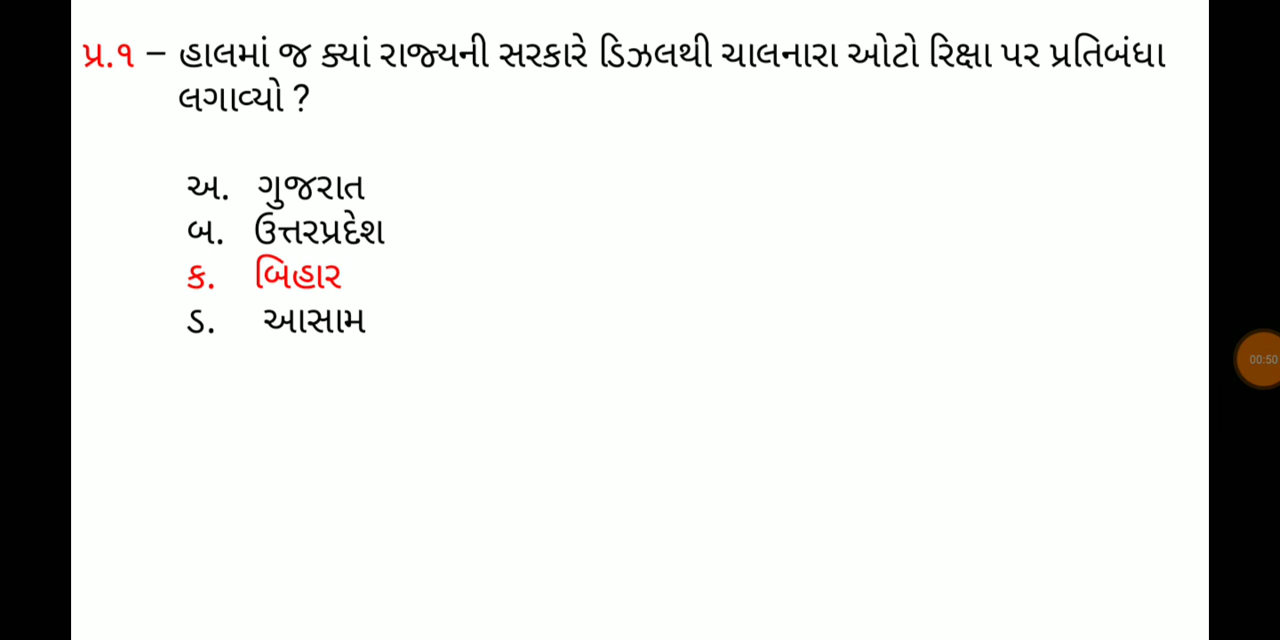 પ્ર.૧ – હાલમાં જ ક્યાં રાજ્યની સરકારે ડિઝલથી ચાલનારા ઓટો રિક્ષા પર પ્રતિબંધા
લગાવ્યો ?
અ. ગુજરાત
બ. ઉત્તરપ્રદેશ
ક. બિહાર
ડ. આસામ
00:50